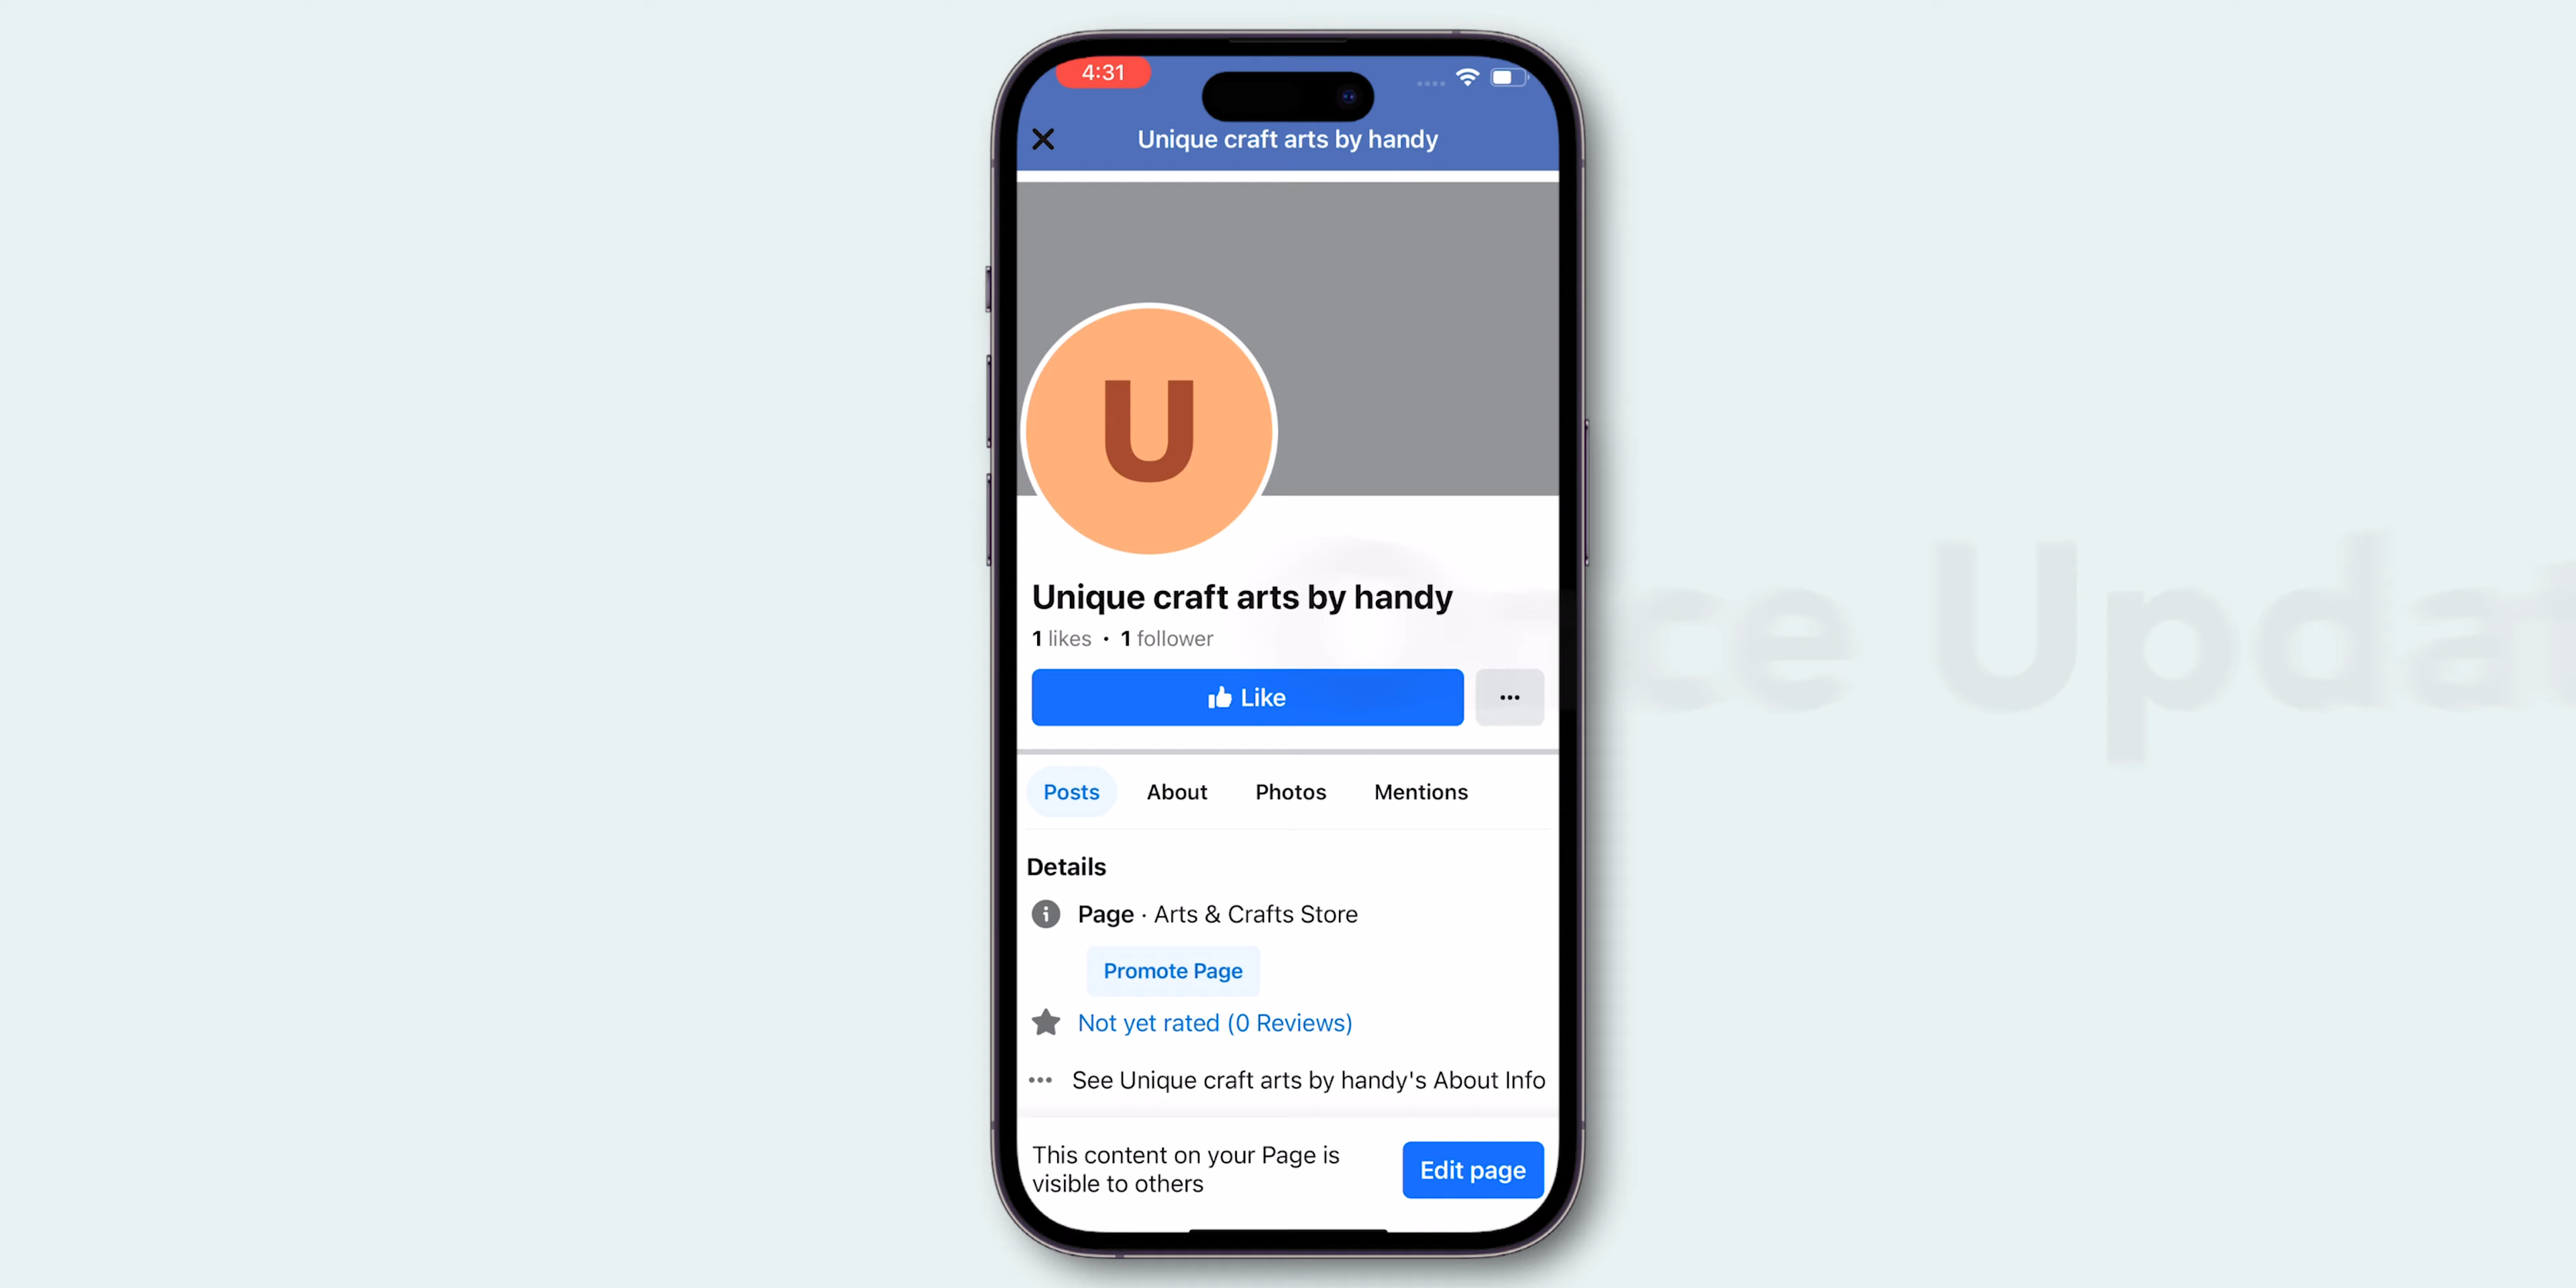 4:31
Unique craft arts by handy
U
Unique craft arts by handy
1 likes • 1 follower
Like
Posts About Photos Mentions
Details
Page · Arts & Crafts Store
Promote Page
Not yet rated (0 Reviews)
See Unique craft arts by handy's About Info
This content on your Page is
visible to others
Edit page